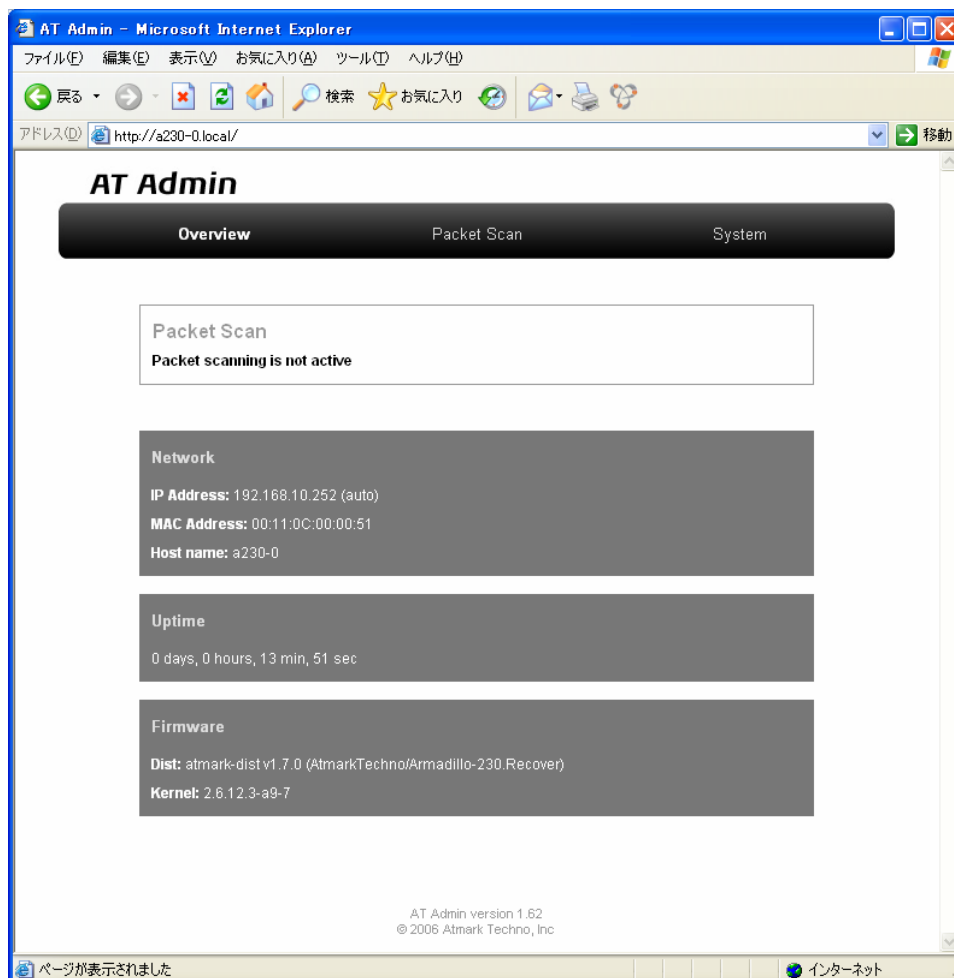 AT Admin - Microsoft Internet Explorer
ファイル(F) 編集(E) 表示(V) お気に入り(A) ツール(T) ヘルプ(H)
戻る 検索 お気に入り
アドレス(D) http://a230-0.local/ 移動
AT Admin
Overview Packet Scan System
Packet Scan
Packet scanning is not active
Network
IP Address: 192.168.10.252 (auto)
MAC Address: 00:11:0C:00:00:51
Host name: a230-0
Uptime
0 days, 0 hours, 13 min, 51 sec
Firmware
Dist: atmark-dist v1.7.0 (AtmarkTechno/Armadillo-230.Recover)
Kernel: 2.6.12.3-a9-7
AT Admin version 1.62
© 2006 Atmark Techno, Inc
ページが表示されました インターネット